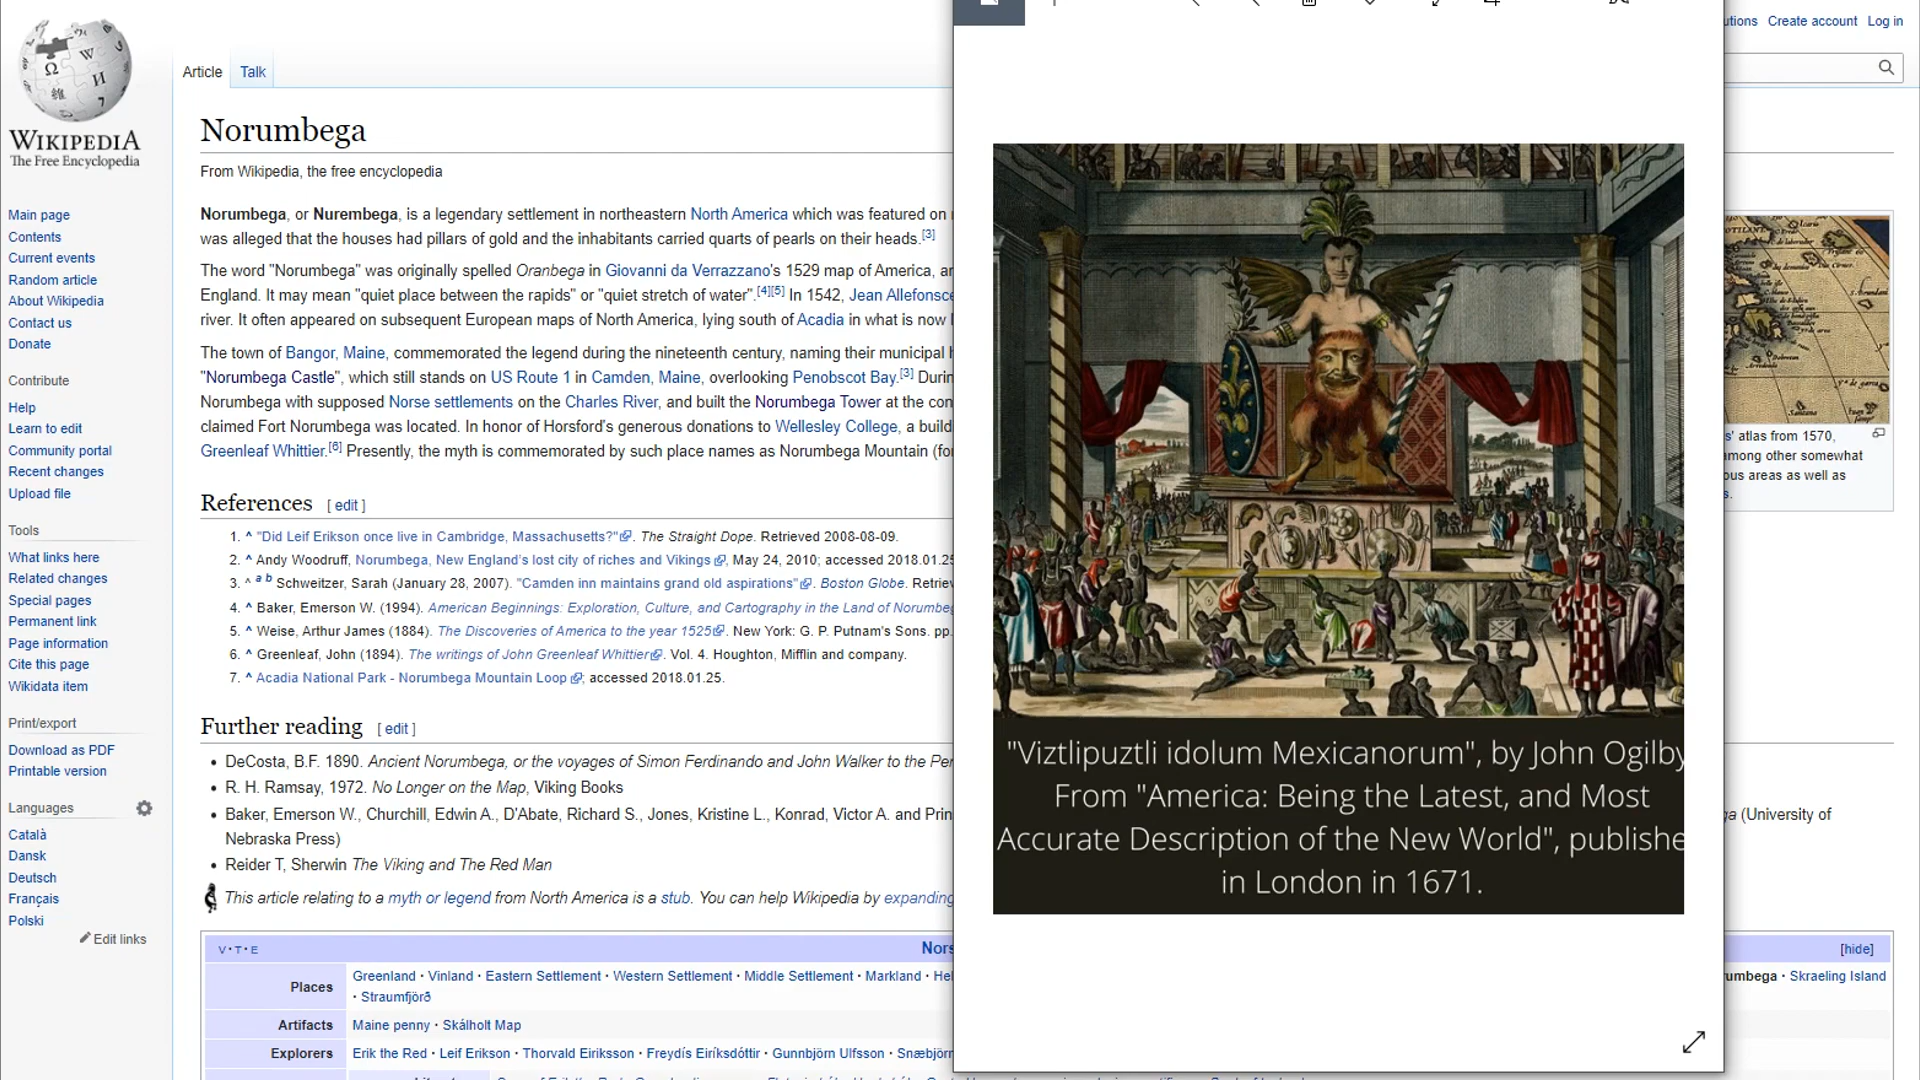 WIKIPEDIA
The Free Encyclopedia
Main page
Contents
Current events
Random article
About Wikipedia
Contact us
Donate
Contribute
Help
Learn to edit
Community portal
Recent changes
Upload file
Tools
What links here
Related changes
Special pages
Permanent link
Page information
Cite this page
Wikidata item
Print/export
Download as PDF
Printable version
Languages
Català
Dansk
Deutsch
Français
Polski
Edit links
Article Talk
Create account Log in
Norumbega
From Wikipedia, the free encyclopedia
Norumbega, or Nurembega, is a legendary settlement in northeastern North America which was featured on
was alleged that the houses had pillars of gold and the inhabitants carried quarts of pearls on their heads.[3]
The word "Norumbega" was originally spelled Oranbega in Giovanni da Verrazzano's 1529 map of America, 
England. It may mean "quiet place between the rapids" or "quiet stretch of water".[4][5] In 1542, Jean Allefonsce
river. It often appeared on subsequent European maps of North America, lying south of Acadia in what is now
The town of Bangor, Maine, commemorated the legend during the nineteenth century, naming their municipal
"Norumbega Castle", which still stands on US Route 1 in Camden, Maine, overlooking Penobscot Bay.[3]
Norumbega with supposed Norse settlements on the Charles River, and built the Norumbega Tower at the
claimed Fort Norumbega was located. In honor of Horsford's generous donations to Wellesley College, a
Greenleaf Whittier.[6] Presently, the myth is commemorated by such place names as Norumbega Mountain
References [ edit ]
1. ^ "Did Leif Erikson once live in Cambridge, Massachusetts?". The Straight Dope. Retrieved 2008-08-09.
2. ^ Andy Woodruff, Norumbega, New England's lost city of riches and Vikings, May 24, 2010; accessed 2018.01.25
3. ^ a b Schweitzer, Sarah (January 28, 2007). "Camden inn maintains grand old aspirations". Boston Globe.
4. ^ Baker, Emerson W. (1994). American Beginnings: Exploration, Culture, and Cartography in the Land of
5. ^ Weise, Arthur James (1884). The Discoveries of America to the year 1525. New York: G. P. Putnam's Sons. pp.
6. ^ Greenleaf, John (1894). The writings of John Greenleaf Whittier. Vol. 4. Houghton, Mifflin and company.
7. ^ Acadia National Park - Norumbega Mountain Loop; accessed 2018.01.25.
Further reading [ edit ]
• DeCosta, B.F. 1890. Ancient Norumbega, or the voyages of Simon Ferdinando and John Walker to the
• R. H. Ramsay, 1972. No Longer on the Map, Viking Books
• Baker, Emerson W., Churchill, Edwin A., D'Abate, Richard S., Jones, Kristine L., Konrad, Victor A. and
(University of
Nebraska Press)
• Reider T, Sherwin The Viking and The Red Man
This article relating to a myth or legend from North America is a stub. You can help Wikipedia by expanding
V · T · E [hide]
Places Greenland · Vinland · Eastern Settlement · Western Settlement · Middle Settlement · Markland · Skraeling Island
· Straumfjörð
Artifacts Maine penny · Skálholt Map
Explorers Erik the Red · Leif Erikson · Thorvald Eiriksson · Freydís Eiríksdóttir · Gunnbjörn Ulfsson
atlas from 1570,
among other somewhat
areas as well as
"Viztlipuztli idolum Mexicanorum", by John Ogilby
From "America: Being the Latest, and Most
Accurate Description of the New World", publishe
in London in 1671.